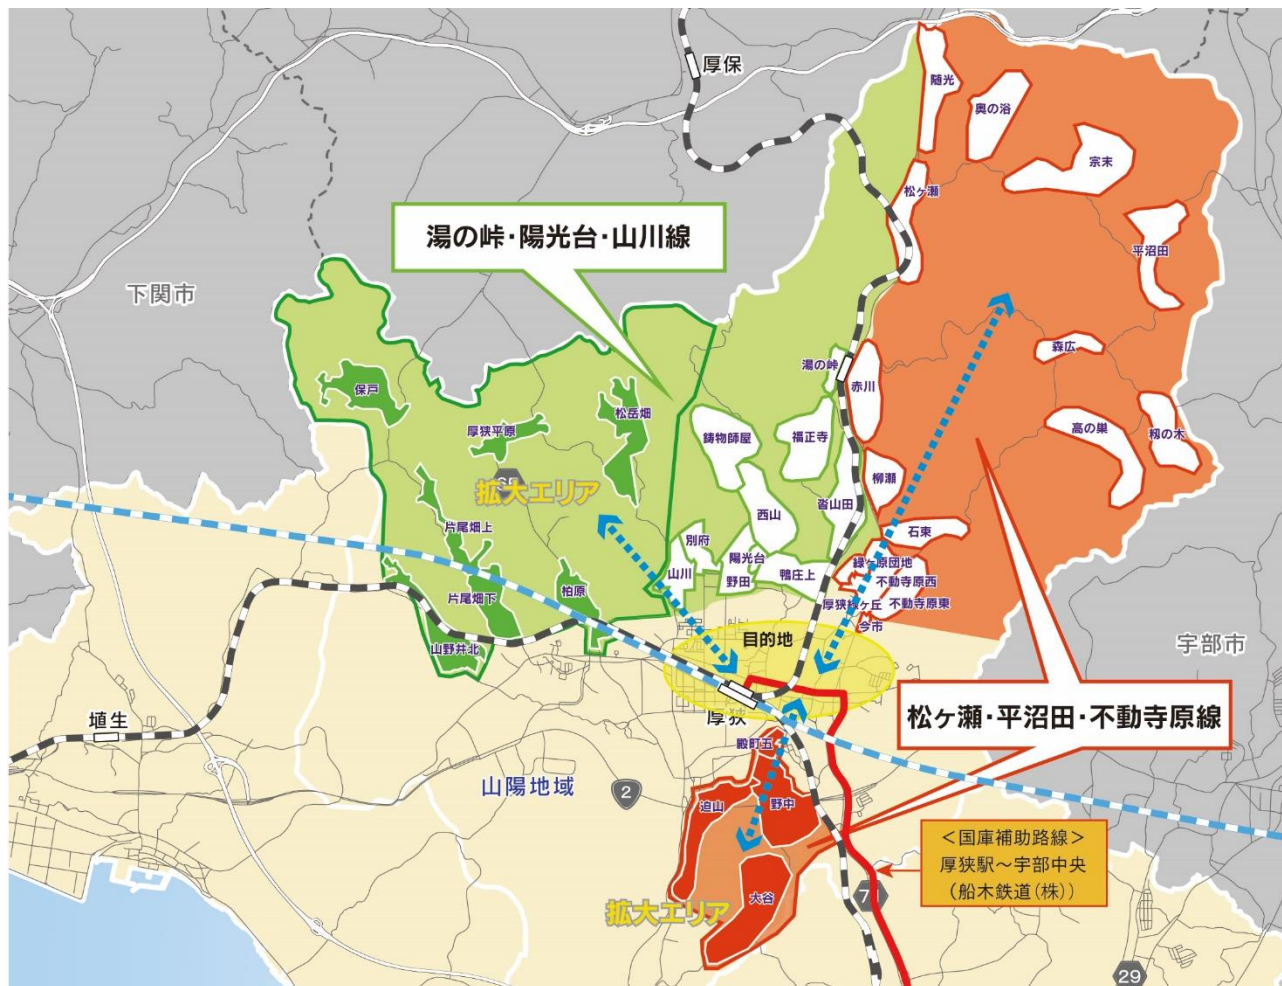 厚保
随光
奥の浴
宗末
松ヶ瀬
平沼田
湯の峠・陽光台・山川線
下関市
湯の峠
森広
赤川
保戸
松岳畑
厚狭平原
鋳物師屋
福正寺
高の巣
籾の木
柳瀬
拡大エリア
沓山田
西山
石束
片尾畑上
別府
陽光台
緑ヶ原団地
山川
野田
鴨庄上
不動寺原西
片尾畑下
柏原
厚狭緑ヶ丘
不動寺原東
今市
目的地
山野井北
宇部市
厚狭
松ヶ瀬・平沼田・不動寺原線
埴生
殿町五
山陽地域
2
迫山
野中
＜国庫補助路線＞
厚狭駅～宇部中央
（船木鉄道(株)）
大谷
71
拡大エリア
29